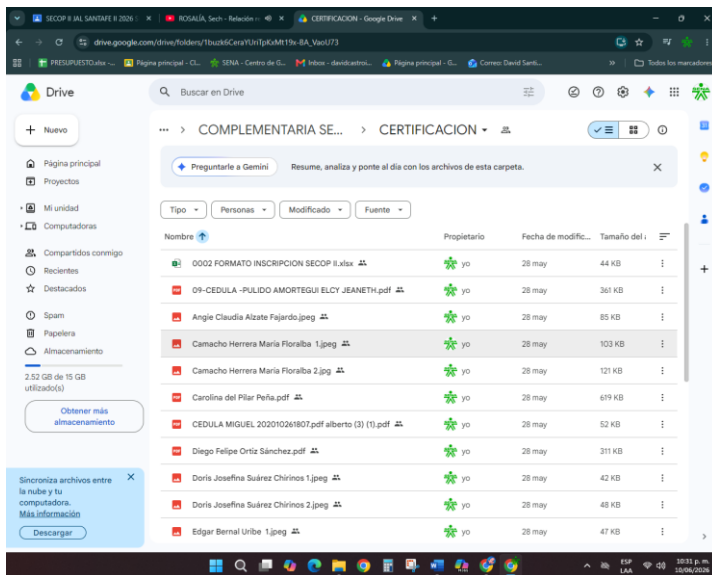 SECOP II JAL SANTAFE II 2026
ROSALÍA, Sech - Relación
CERTIFICACION - Google Drive
drive.google.com/drive/folders/1buzk6CeraYUriTpKxMt19x-8A_VaoU73
PRESUPUESTO.xlsx -...
Página principal - Cl...
SENA - Centro de G...
Inbox - davidcastroi...
Página principal - G...
Correo: David Santi...
Todos los marcadores
Drive
Buscar en Drive
Nuevo
Página principal
Proyectos
Mi unidad
Computadoras
Compartidos conmigo
Recientes
Destacados
Spam
Papelera
Almacenamiento
2.52 GB de 15 GB
utilizado(s)
Obtener más
almacenamiento
Sincroniza archivos entre
la nube y tu
computadora.
Más información
Descargar
... > COMPLEMENTARIA SE... > CERTIFICACION
Preguntarle a Gemini Resume, analiza y ponte al día con los archivos de esta carpeta.
Tipo Personas Modificado Fuente
Nombre Propietario Fecha de modific... Tamaño del
0002 FORMATO INSCRIPCION SECOP II.xlsx yo 28 may 44 KB
09-CEDULA -PULIDO AMORTEGUI ELCY JEANETH.pdf yo 28 may 361 KB
Angie Claudia Alzate Fajardo.jpeg yo 28 may 85 KB
Camacho Herrera Maria Floralba 1.jpeg yo 28 may 103 KB
Camacho Herrera Maria Floralba 2.jpg yo 28 may 121 KB
Carolina del Pilar Peña.pdf yo 28 may 619 KB
CEDULA MIGUEL 202010261807.pdf alberto (3) (1).pdf yo 28 may 52 KB
Diego Felipe Ortiz Sánchez.pdf yo 28 may 311 KB
Doris Josefina Suárez Chirinos 1.jpeg yo 28 may 42 KB
Doris Josefina Suárez Chirinos 2.jpeg yo 28 may 48 KB
Edgar Bernal Uribe 1.jpeg yo 28 may 47 KB
ESP
LAA
10:31 p. m.
10/06/2026